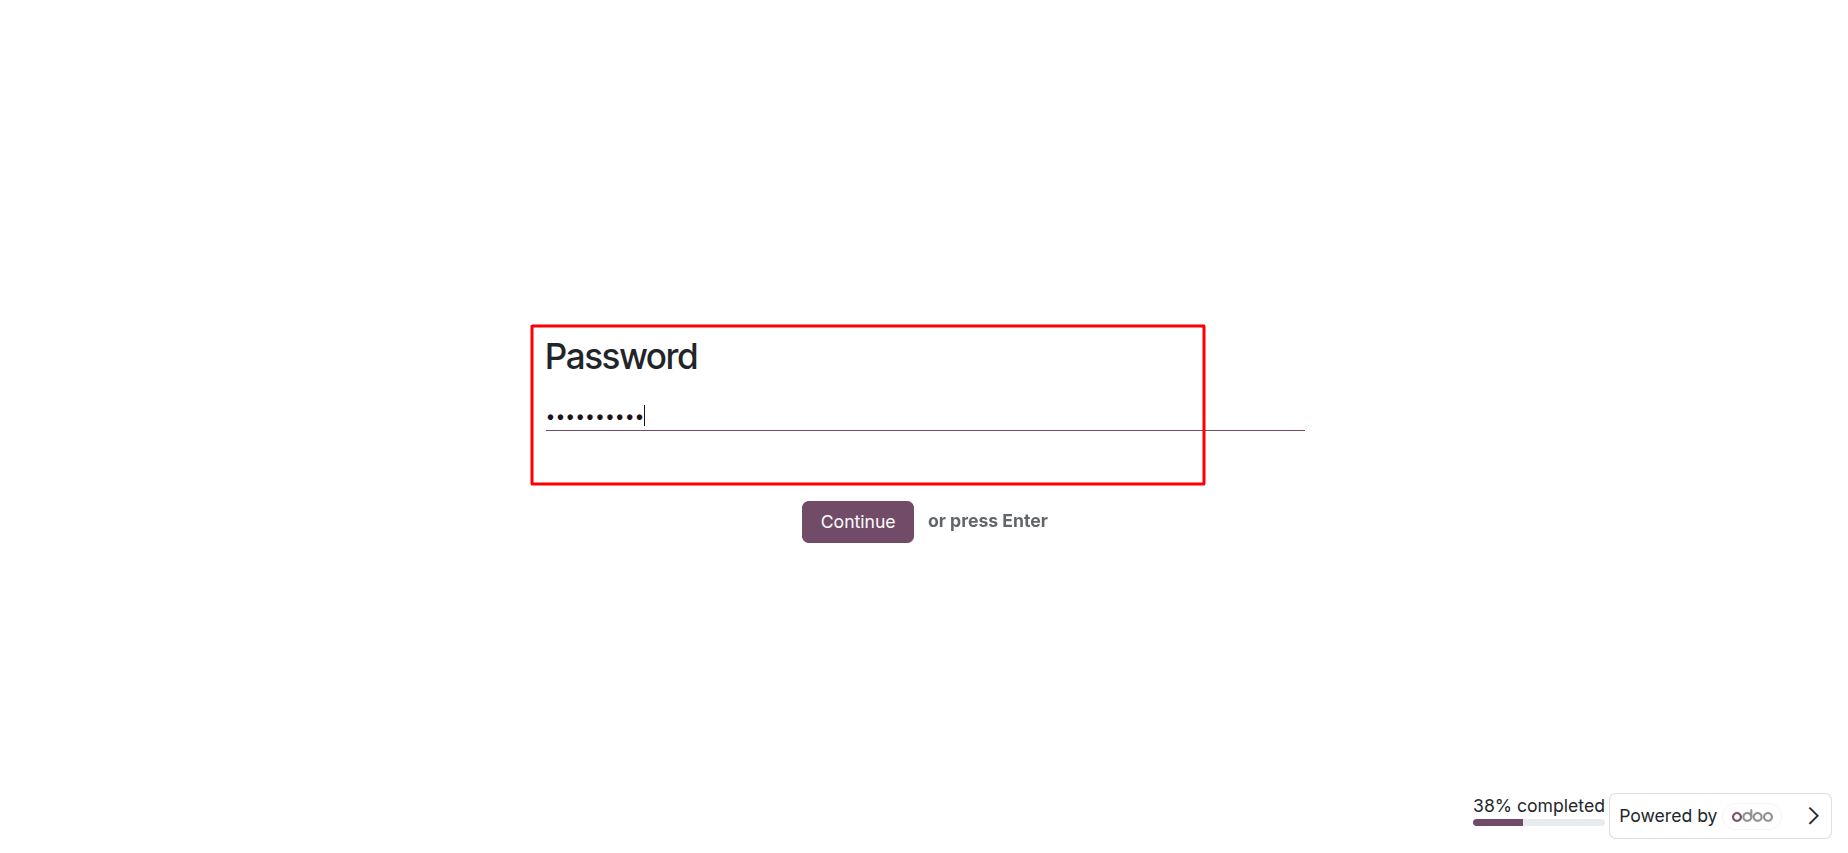 Password
••••••••••
Continue or press Enter
38% completed
Powered by odoo